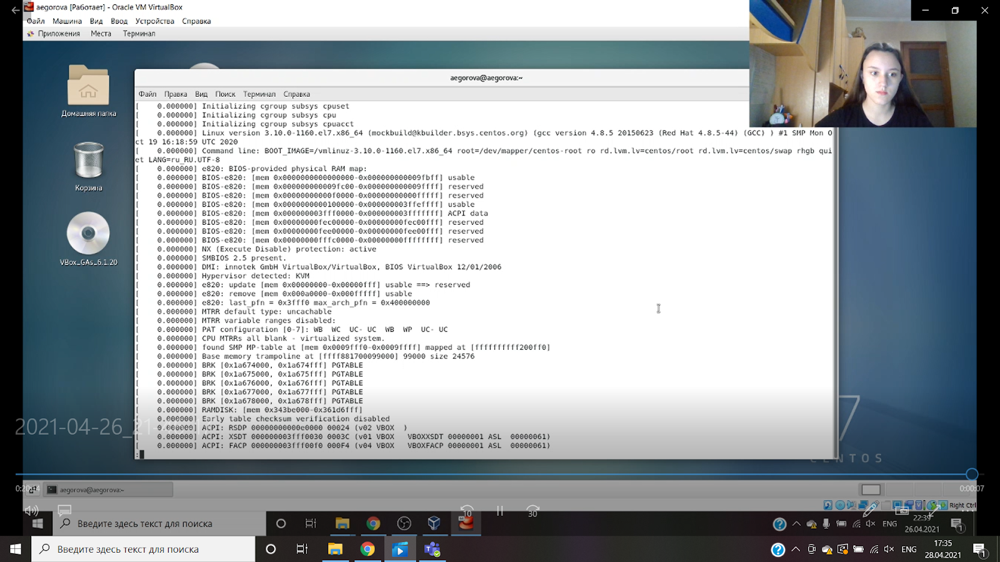 aegorova [Работает] - Oracle VM VirtualBox
Файл Машина Вид Ввод Устройства Справка
Приложения Места Терминал
aegorova@aegorova:~
Файл Правка Вид Поиск Терминал Справка
[    0.000000] Initializing cgroup subsys cpuset
[    0.000000] Initializing cgroup subsys cpu
[    0.000000] Initializing cgroup subsys cpuacct
[    0.000000] Linux version 3.10.0-1160.el7.x86_64 (mockbuild@kbuilder.bsys.centos.org) (gcc version 4.8.5 20150623 (Red Hat 4.8.5-44) (GCC) ) #1 SMP Mon O
ct 19 16:18:59 UTC 2020
[    0.000000] Command line: BOOT_IMAGE=/vmlinuz-3.10.0-1160.el7.x86_64 root=/dev/mapper/centos-root ro rd.lvm.lv=centos/root rd.lvm.lv=centos/swap rhgb qui
et LANG=ru_RU.UTF-8
[    0.000000] e820: BIOS-provided physical RAM map:
[    0.000000] BIOS-e820: [mem 0x0000000000000000-0x000000000009fbff] usable
[    0.000000] BIOS-e820: [mem 0x000000000009fc00-0x000000000009ffff] reserved
[    0.000000] BIOS-e820: [mem 0x00000000000f0000-0x00000000000fffff] reserved
[    0.000000] BIOS-e820: [mem 0x0000000000100000-0x000000003ffeffff] usable
[    0.000000] BIOS-e820: [mem 0x000000003fff0000-0x000000003fffffff] ACPI data
[    0.000000] BIOS-e820: [mem 0x00000000fec00000-0x00000000fec00fff] reserved
[    0.000000] BIOS-e820: [mem 0x00000000fee00000-0x00000000fee00fff] reserved
[    0.000000] BIOS-e820: [mem 0x00000000fffc0000-0x00000000ffffffff] reserved
[    0.000000] NX (Execute Disable) protection: active
[    0.000000] SMBIOS 2.5 present.
[    0.000000] DMI: innotek GmbH VirtualBox/VirtualBox, BIOS VirtualBox 12/01/2006
[    0.000000] Hypervisor detected: KVM
[    0.000000] e820: update [mem 0x00000000-0x00000fff] usable ==> reserved
[    0.000000] e820: remove [mem 0x000a0000-0x000fffff] usable
[    0.000000] e820: last_pfn = 0x3fff0 max_arch_pfn = 0x400000000
[    0.000000] MTRR default type: uncachable
[    0.000000] MTRR variable ranges disabled:
[    0.000000] PAT configuration [0-7]: WB  WC  UC- UC  WB  WP  UC- UC
[    0.000000] CPU MTRRs all blank - virtualized system.
[    0.000000] found SMP MP-table at [mem 0x0009fff0-0x0009ffff] mapped at [ffffffffff200ff0]
[    0.000000] Base memory trampoline at [ffff881700099000] 99000 size 24576
[    0.000000] BRK [0x1a674000, 0x1a674fff] PGTABLE
[    0.000000] BRK [0x1a675000, 0x1a675fff] PGTABLE
[    0.000000] BRK [0x1a676000, 0x1a676fff] PGTABLE
[    0.000000] BRK [0x1a677000, 0x1a677fff] PGTABLE
[    0.000000] BRK [0x1a678000, 0x1a678fff] PGTABLE
[    0.000000] RAMDISK: [mem 0x343be000-0x361d6fff]
[    0.000000] Early table checksum verification disabled
[    0.000000] ACPI: RSDP 00000000000e0000 00024 (v02 VBOX  )
[    0.000000] ACPI: XSDT 000000003fff0030 0003C (v01 VBOX   VBOXXSDT 00000001 ASL  00000061)
[    0.000000] ACPI: FACP 000000003fff00f0 000F4 (v04 VBOX   VBOXFACP 00000001 ASL  00000061)
:
Домашняя папка
Корзина
VBox_GAs_6.1.20
2021-04-26_21-
7
CENTOS
aegorova@aegorova:~
0:00:07
10
30
Right Ctrl
Введите здесь текст для поиска
ENG
22:39
26.04.2021
1
Введите здесь текст для поиска
ENG
17:35
28.04.2021
1